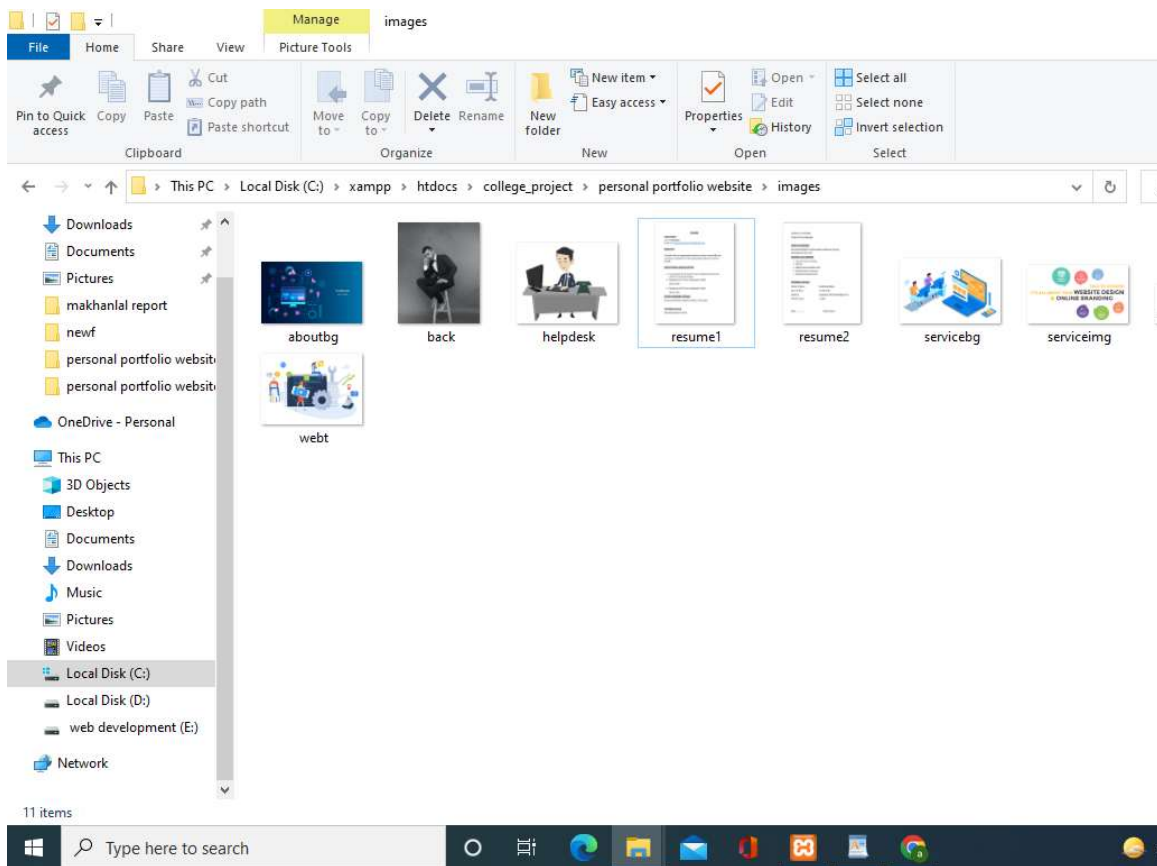 Manage
images
File Home Share View Picture Tools
Pin to Quick access
Copy
Paste
Cut
Copy path
Paste shortcut
Clipboard
Move to
Copy to
Delete
Rename
Organize
New folder
New item
Easy access
New
Properties
Open
Edit
History
Open
Select all
Select none
Invert selection
Select
This PC > Local Disk (C:) > xampp > htdocs > college_project > personal portfolio website > images
Downloads
Documents
Pictures
makhanlal report
newf
personal portfolio websit
personal portfolio websit
OneDrive - Personal
This PC
3D Objects
Desktop
Documents
Downloads
Music
Pictures
Videos
Local Disk (C:)
Local Disk (D:)
web development (E:)
Network
WEBSITE DESIGN
& ONLINE BRANDING
aboutbg
back
helpdesk
resume1
resume2
servicebg
serviceimg
webt
11 items
Type here to search